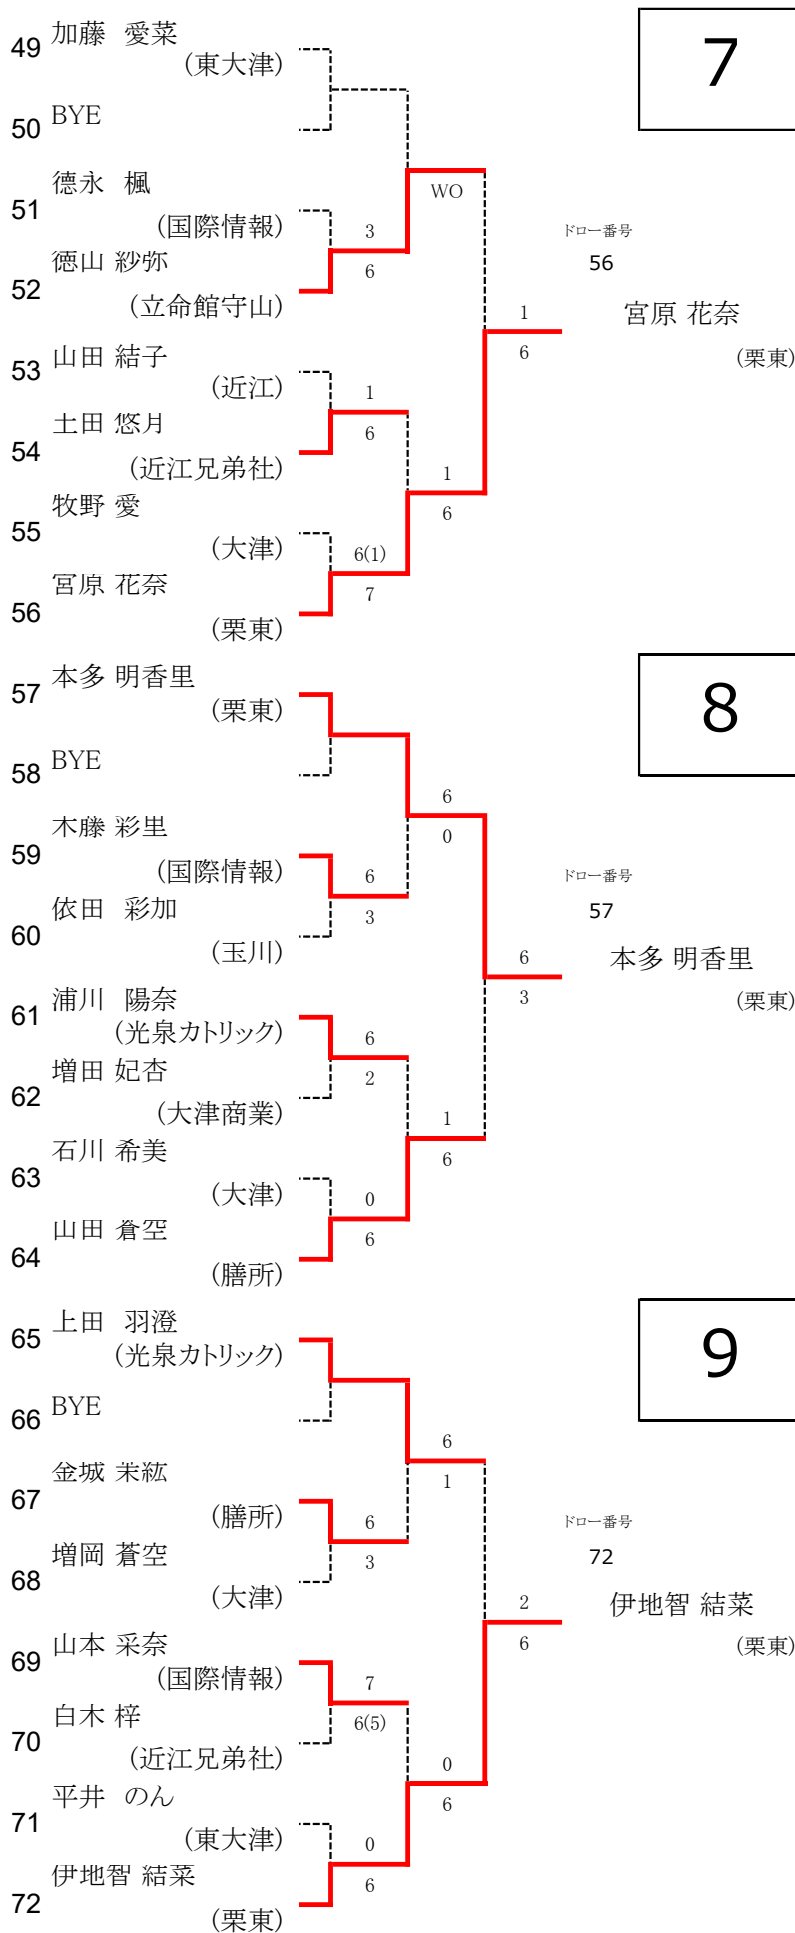 49 加藤　愛菜
(東大津)
7
50 BYE
51 德永　楓
(国際情報)
WO
3
6
52 徳山 紗弥
(立命館守山)
ドロー番号
56
宮原 花奈
(栗東)
1
6
53 山田 結子
(近江)
1
6
54 土田 悠月
(近江兄弟社)
1
6
55 牧野 愛
(大津)
6(1)
7
56 宮原 花奈
(栗東)
57 本多 明香里
(栗東)
8
58 BYE
6
0
59 木藤 彩里
(国際情報)
6
3
60 依田　彩加
(玉川)
ドロー番号
57
本多 明香里
(栗東)
6
3
61 浦川　陽奈
(光泉カトリック)
6
2
62 増田 妃杏
(大津商業)
1
6
63 石川 希美
(大津)
0
6
64 山田 蒼空
(膳所)
65 上田　羽澄
(光泉カトリック)
9
66 BYE
6
1
67 金城 茉紘
(膳所)
6
3
68 増岡 蒼空
(大津)
ドロー番号
72
伊地智 結菜
(栗東)
2
6
69 山本 采奈
(国際情報)
7
6(5)
70 白木 梓
(近江兄弟社)
0
6
71 平井　のん
(東大津)
0
6
72 伊地智 結菜
(栗東)